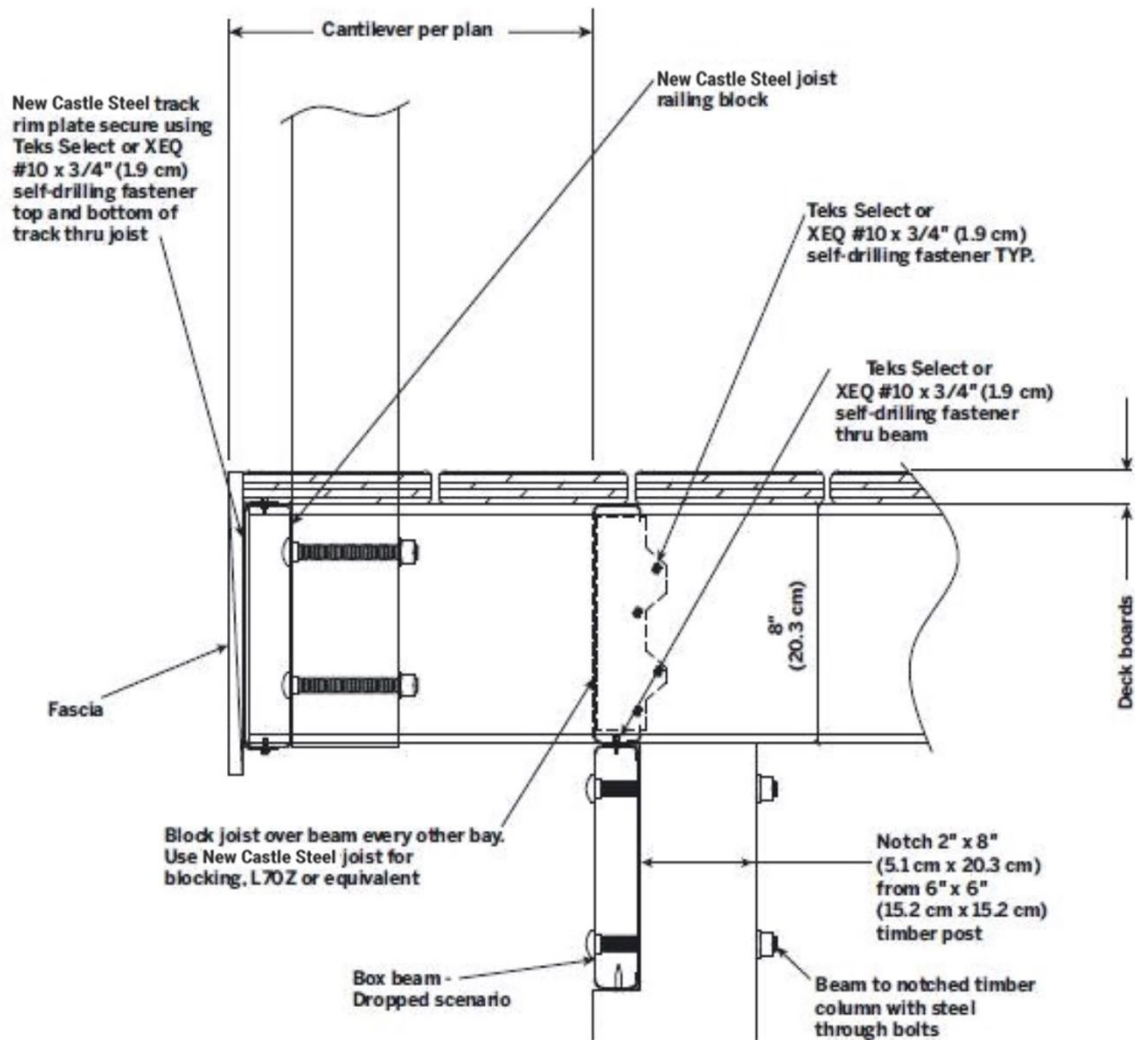 Cantilever per plan
New Castle Steel track
rim plate secure using
Teks Select or XEQ
#10 x 3/4" (1.9 cm)
self-drilling fastener
top and bottom of
track thru joist
New Castle Steel joist
railing block
Teks Select or
XEQ #10 x 3/4" (1.9 cm)
self-drilling fastener TYP.
Teks Select or
XEQ #10 x 3/4" (1.9 cm)
self-drilling fastener
thru beam
8"
(20.3 cm)
Deck boards
Fascia
Block joist over beam every other bay.
Use New Castle Steel joist for
blocking, L70Z or equivalent
Notch 2" x 8"
(5.1 cm x 20.3 cm)
from 6" x 6"
(15.2 cm x 15.2 cm)
timber post
Box beam -
Dropped scenario
Beam to notched timber
column with steel
through bolts